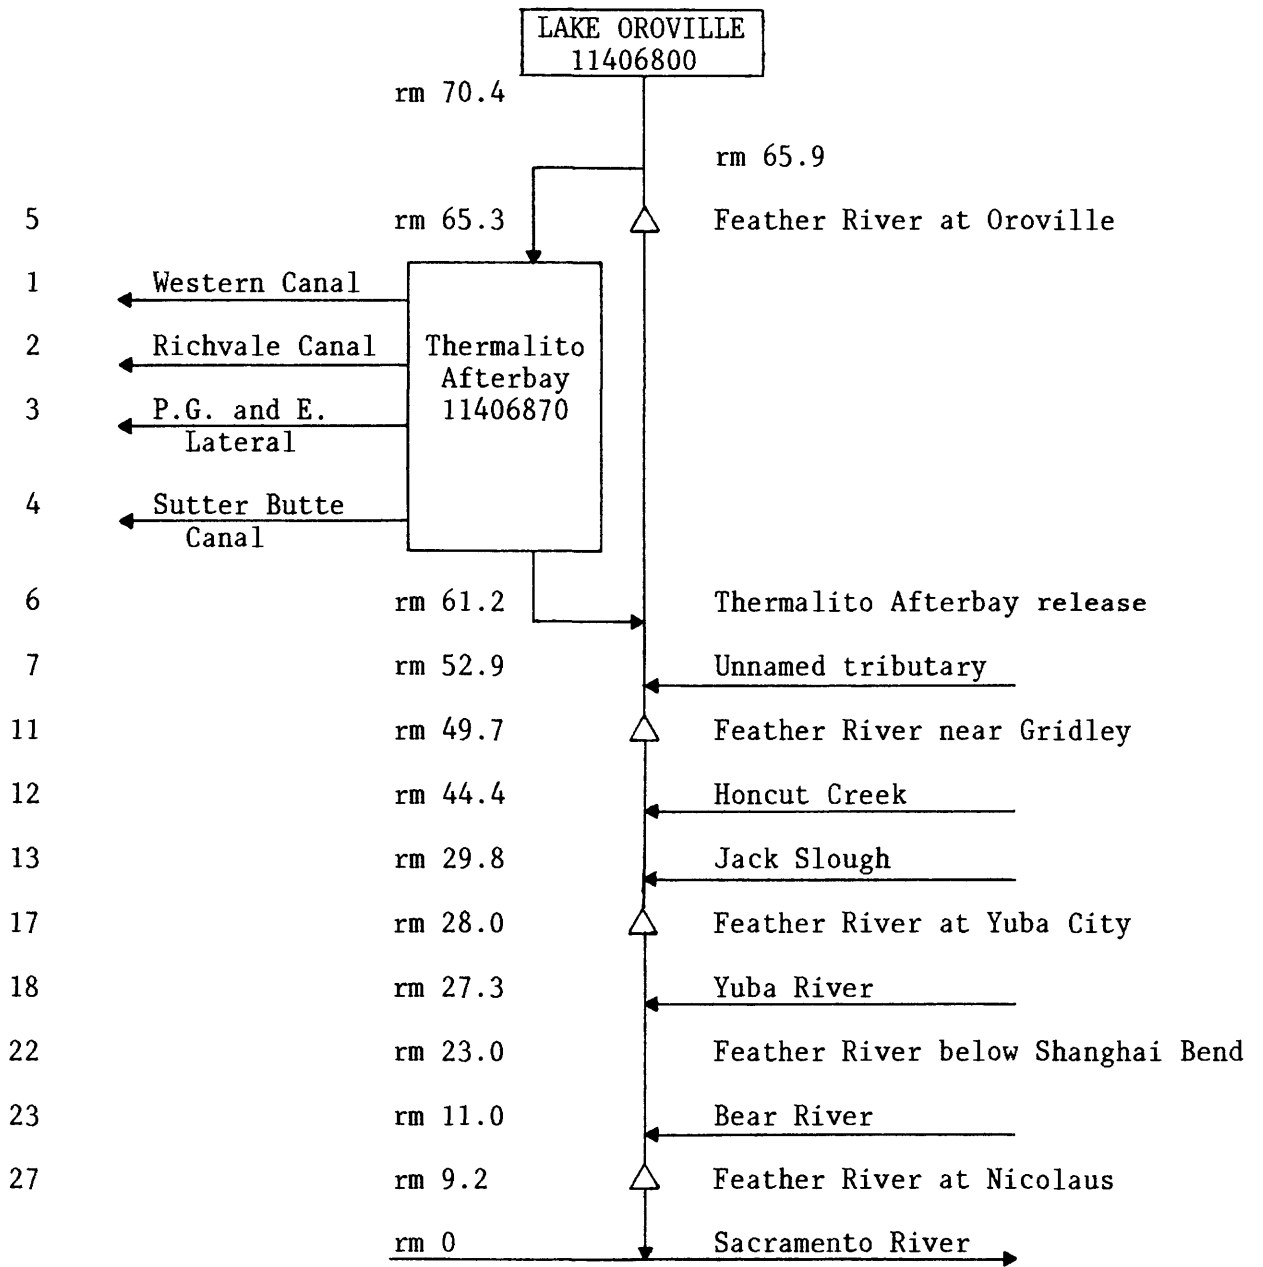 LAKE OROVILLE
11406800
rm 70.4
rm 65.9
5 rm 65.3 Feather River at Oroville
1 Western Canal
2 Richvale Canal Thermalito
Afterbay
3 P.G. and E. 11406870
Lateral
4 Sutter Butte
Canal
6 rm 61.2 Thermalito Afterbay release
7 rm 52.9 Unnamed tributary
11 rm 49.7 Feather River near Gridley
12 rm 44.4 Honcut Creek
13 rm 29.8 Jack Slough
17 rm 28.0 Feather River at Yuba City
18 rm 27.3 Yuba River
22 rm 23.0 Feather River below Shanghai Bend
23 rm 11.0 Bear River
27 rm 9.2 Feather River at Nicolaus
rm 0 Sacramento River